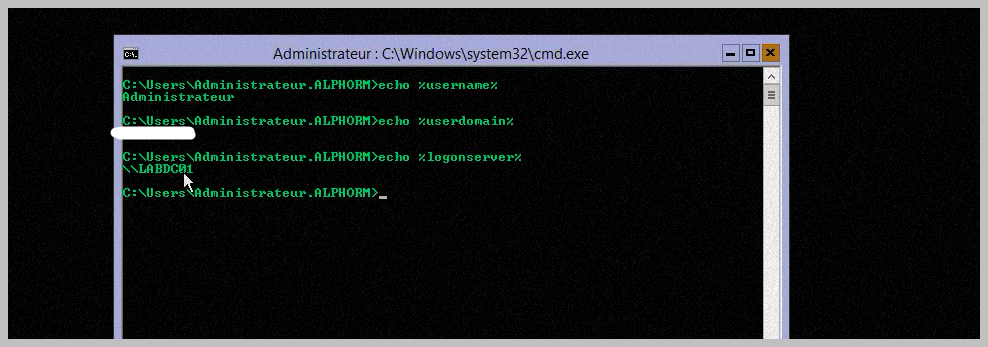 Administrateur : C:\Windows\system32\cmd.exe
C:\Users\Administrateur.ALPHORM>echo %username%
Administrateur
C:\Users\Administrateur.ALPHORM>echo %userdomain%
C:\Users\Administrateur.ALPHORM>echo %logonserver%
\\LABDC01
C:\Users\Administrateur.ALPHORM>